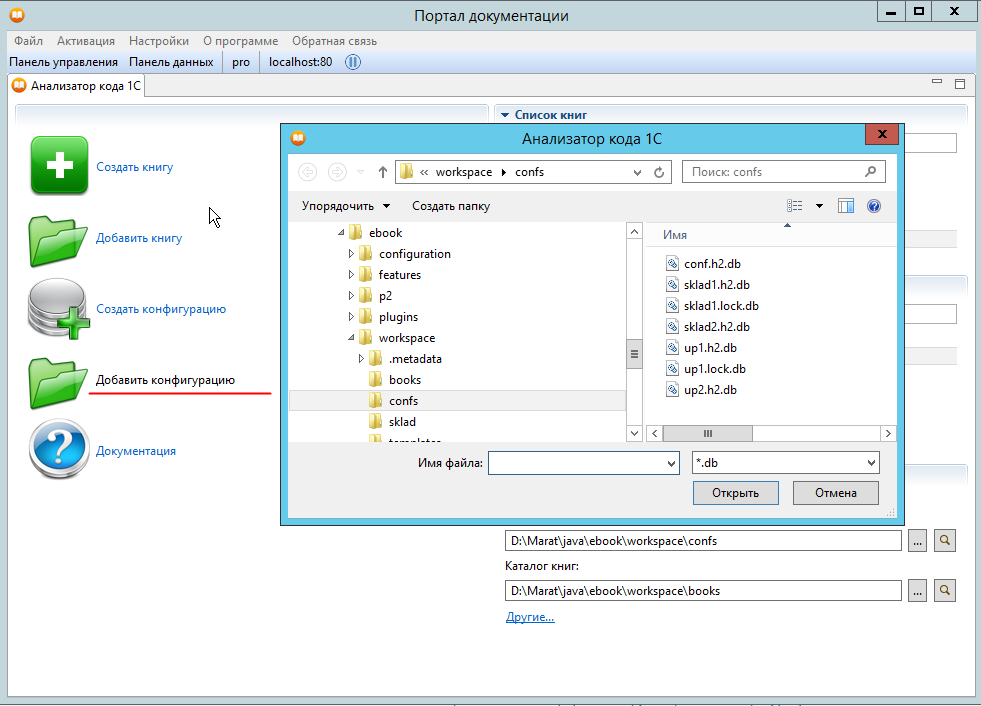 Портал документации
Файл Активация Настройки О программе Обратная связь
Панель управления Панель данных pro localhost:80
Анализатор кода 1С
Создать книгу
Добавить книгу
Создать конфигурацию
Добавить конфигурацию
Документация
Список книг
Анализатор кода 1С
« workspace confs
Поиск: confs
Упорядочить Создать папку
ebook
configuration
features
p2
plugins
workspace
.metadata
books
confs
sklad
templates
Имя
conf.h2.db
sklad1.h2.db
sklad1.lock.db
sklad2.h2.db
up1.h2.db
up1.lock.db
up2.h2.db
Имя файла:
*.db
Открыть Отмена
D:\Marat\java\ebook\workspace\confs
...
Каталог книг:
D:\Marat\java\ebook\workspace\books
...
Другие...